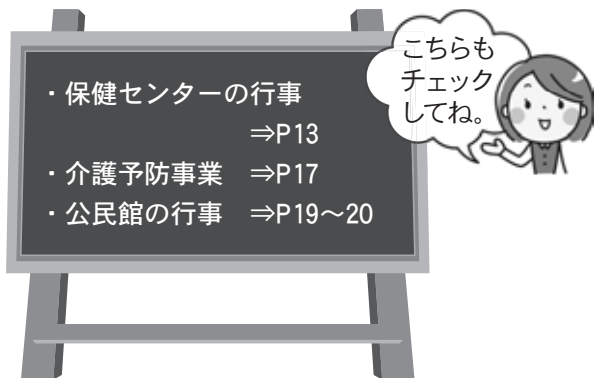 ・保健センターの行事
⇒P13
・介護予防事業　⇒P17
・公民館の行事　⇒P19～20
こちらも
チェック
してね。